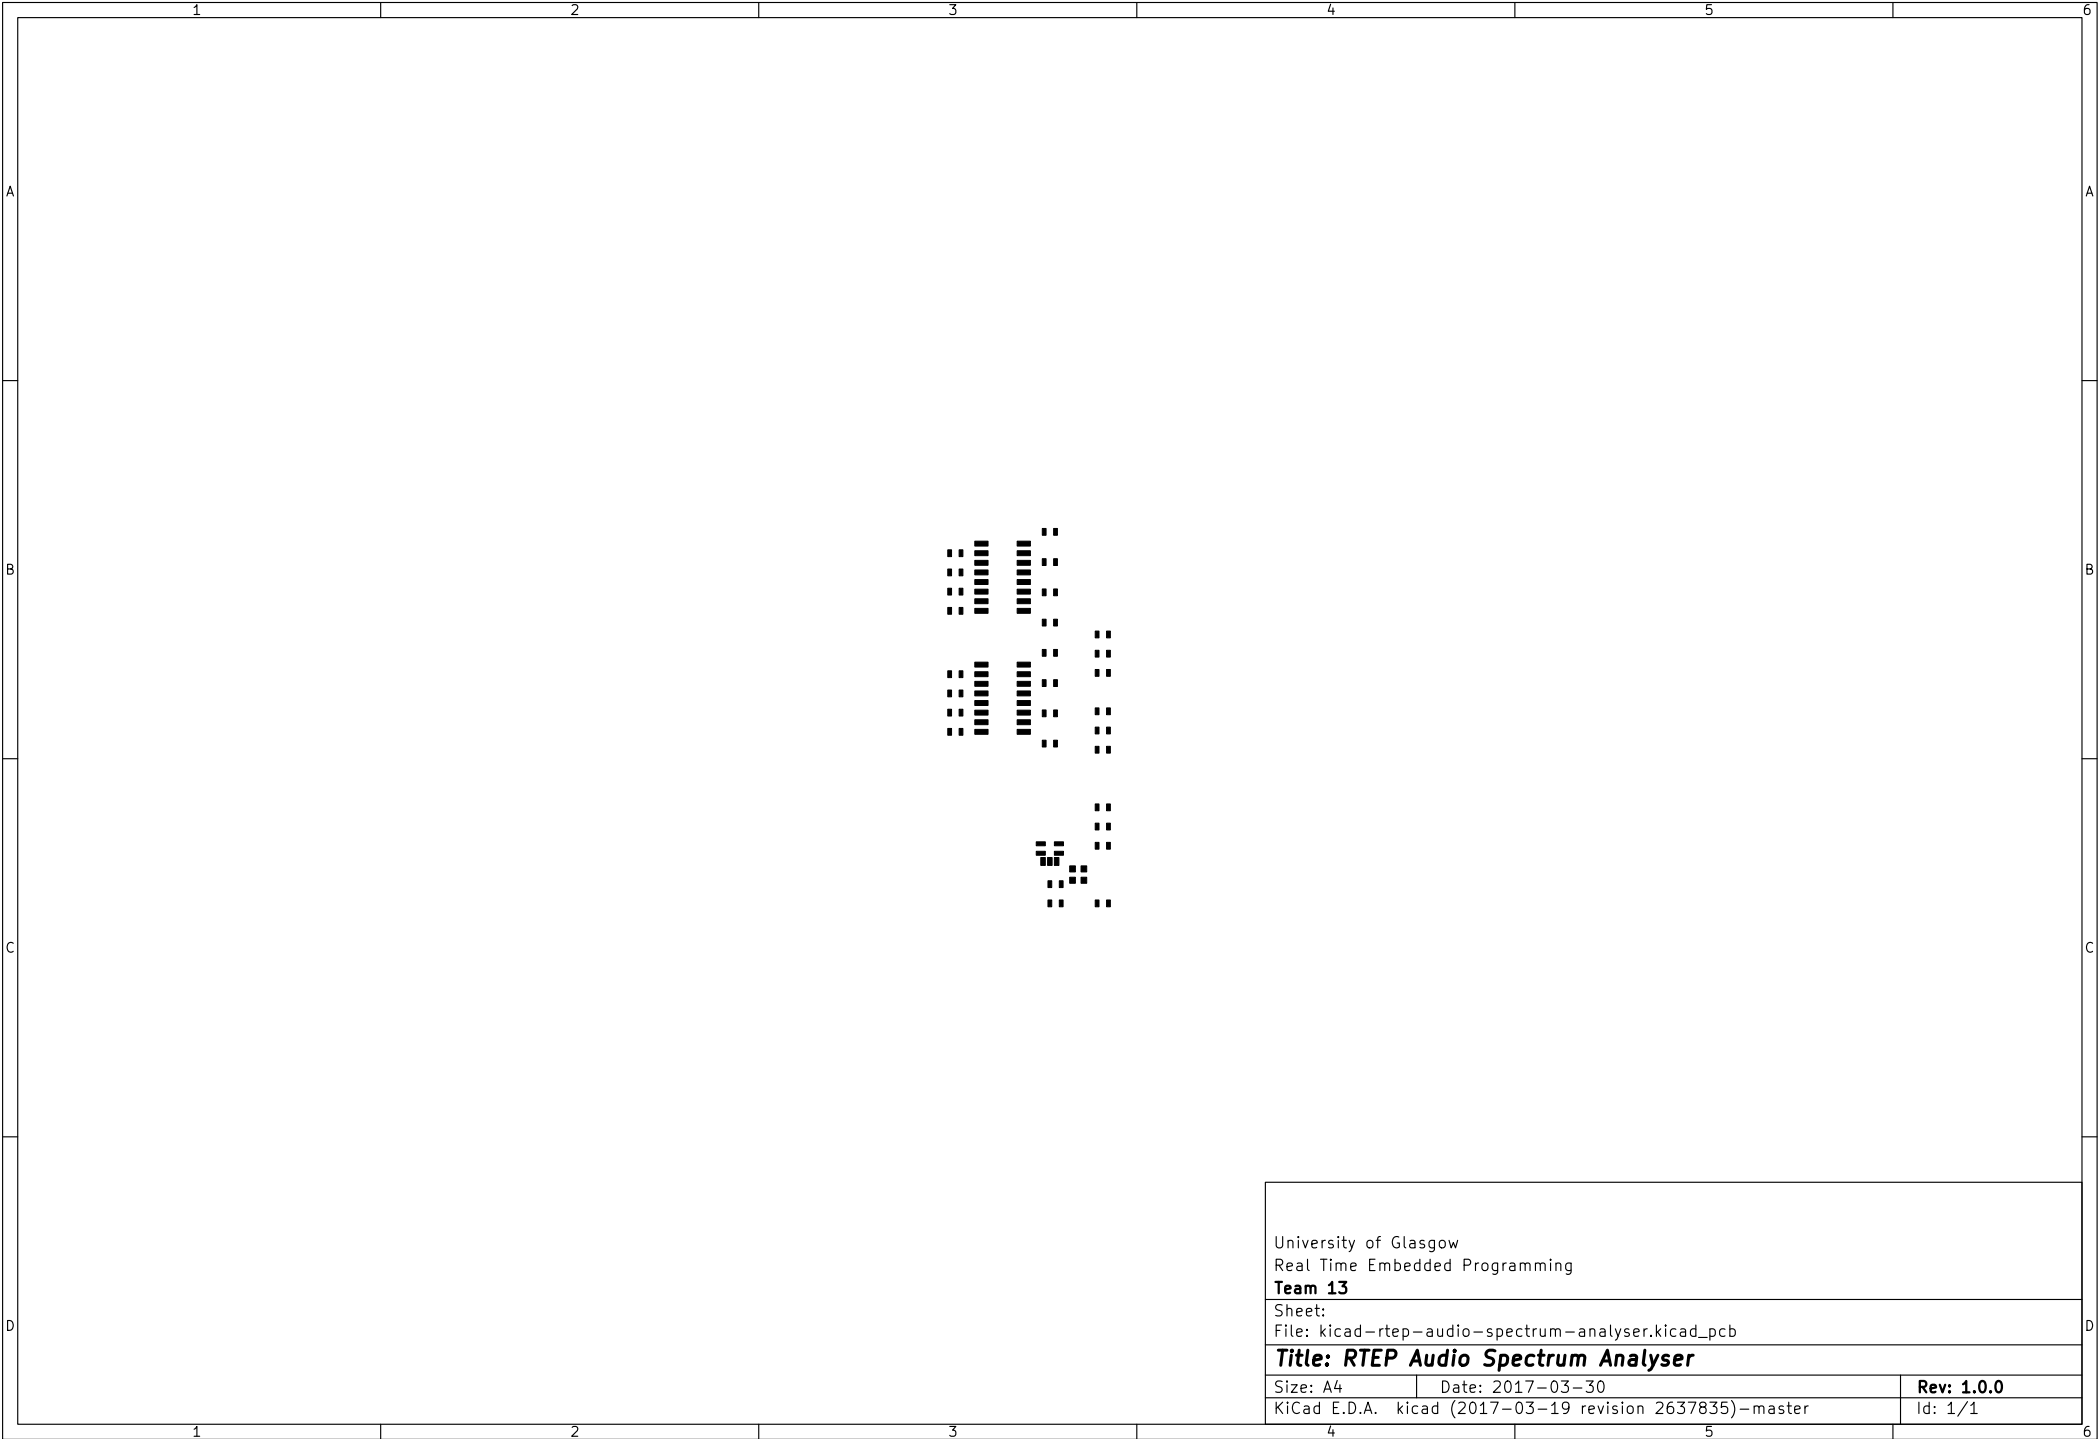 1 2 3 4 5 6
A A
B B
C C
University of Glasgow
Real Time Embedded Programming
Team 13
Sheet:
D D
File: kicad-rtep-audio-spectrum-analyser.kicad_pcb
Title: RTEP Audio Spectrum Analyser
Size: A4 Date: 2017-03-30 Rev: 1.0.0
KiCad E.D.A. kicad (2017-03-19 revision 2637835)-master Id: 1/1
1 2 3 4 5 6